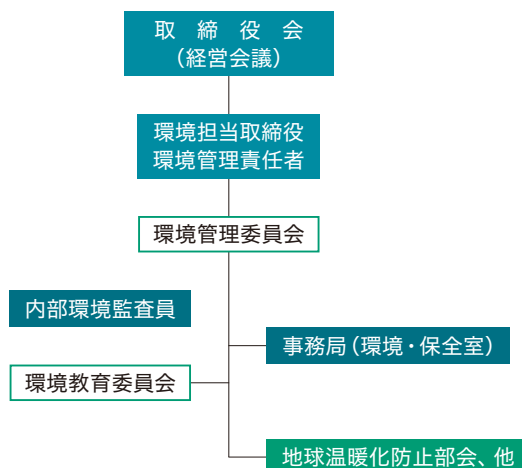 取締役会
(経営会議)
環境担当取締役
環境管理責任者
環境管理委員会
内部環境監査員
事務局(環境・保全室)
環境教育委員会
地球温暖化防止部会、他